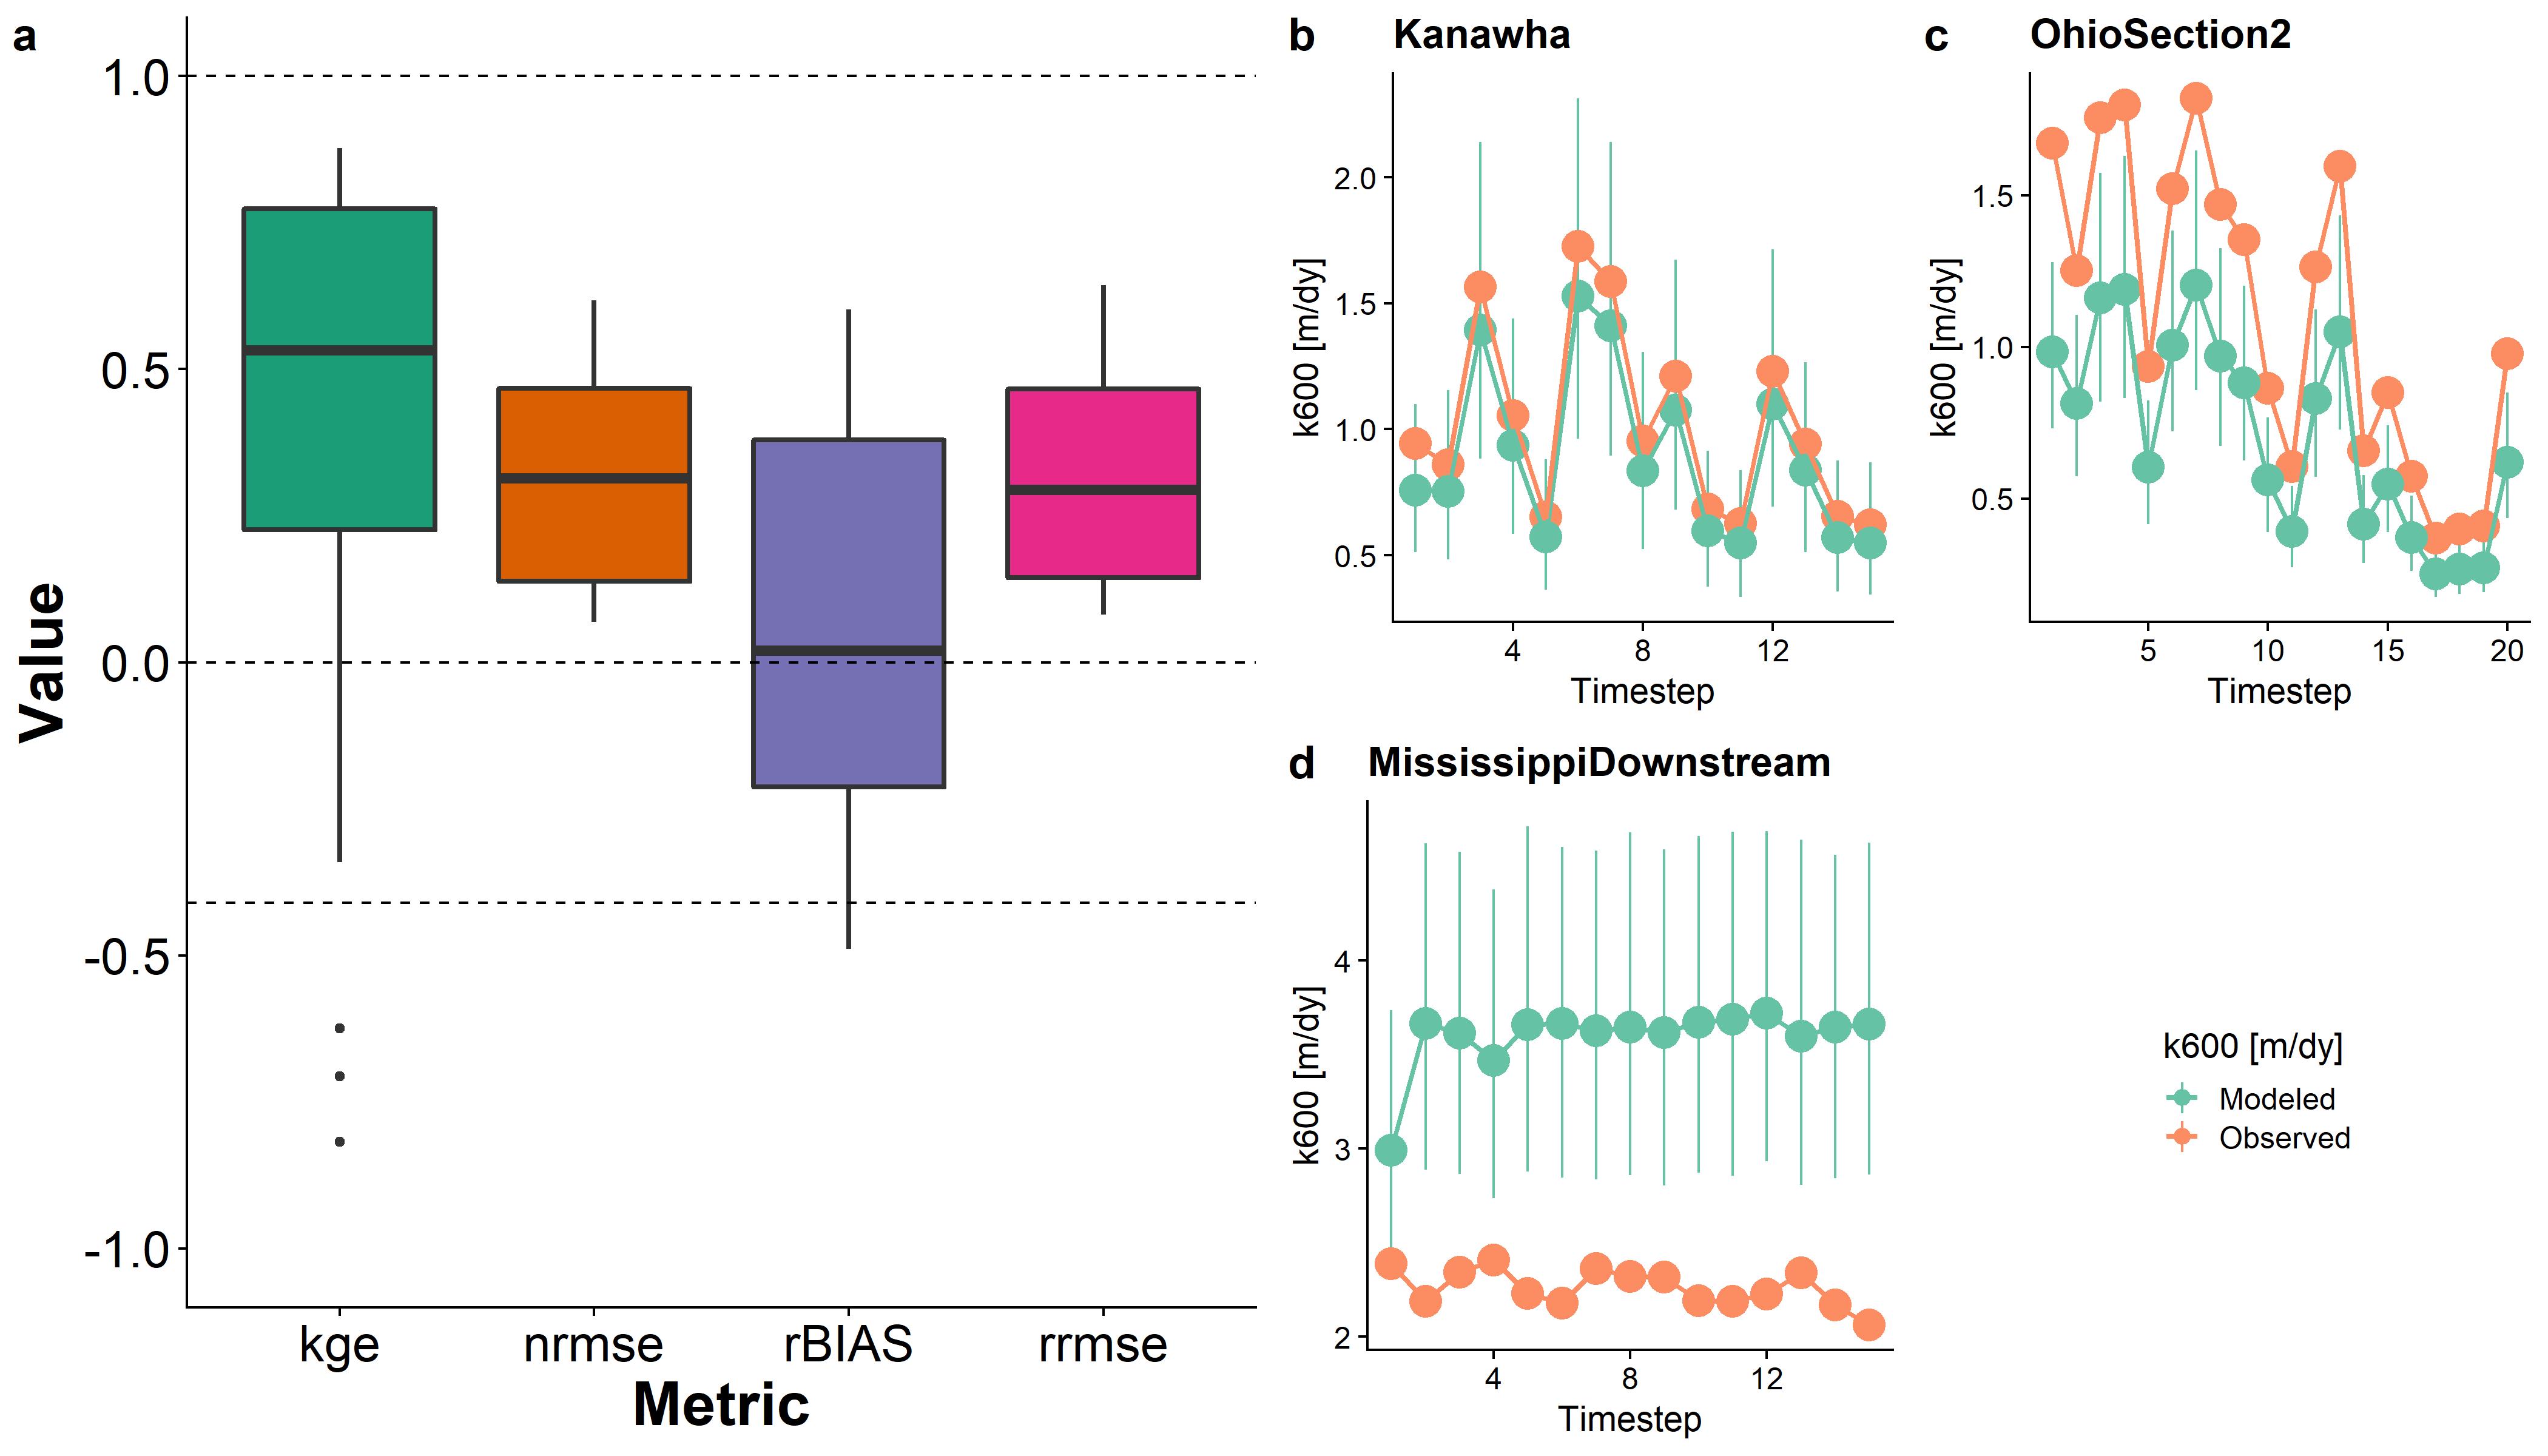 a
1.0
0.5
0.0
-0.5
-1.0
Value
kge nrmse rBIAS rrmse
Metric
b Kanawha
2.0
1.5
1.0
0.5
k600 [m/dy]
4 8 12
Timestep
c OhioSection2
1.5
1.0
0.5
k600 [m/dy]
5 10 15 20
Timestep
d MississippiDownstream
4
3
2
k600 [m/dy]
4 8 12
Timestep
k600 [m/dy]
Modeled
Observed